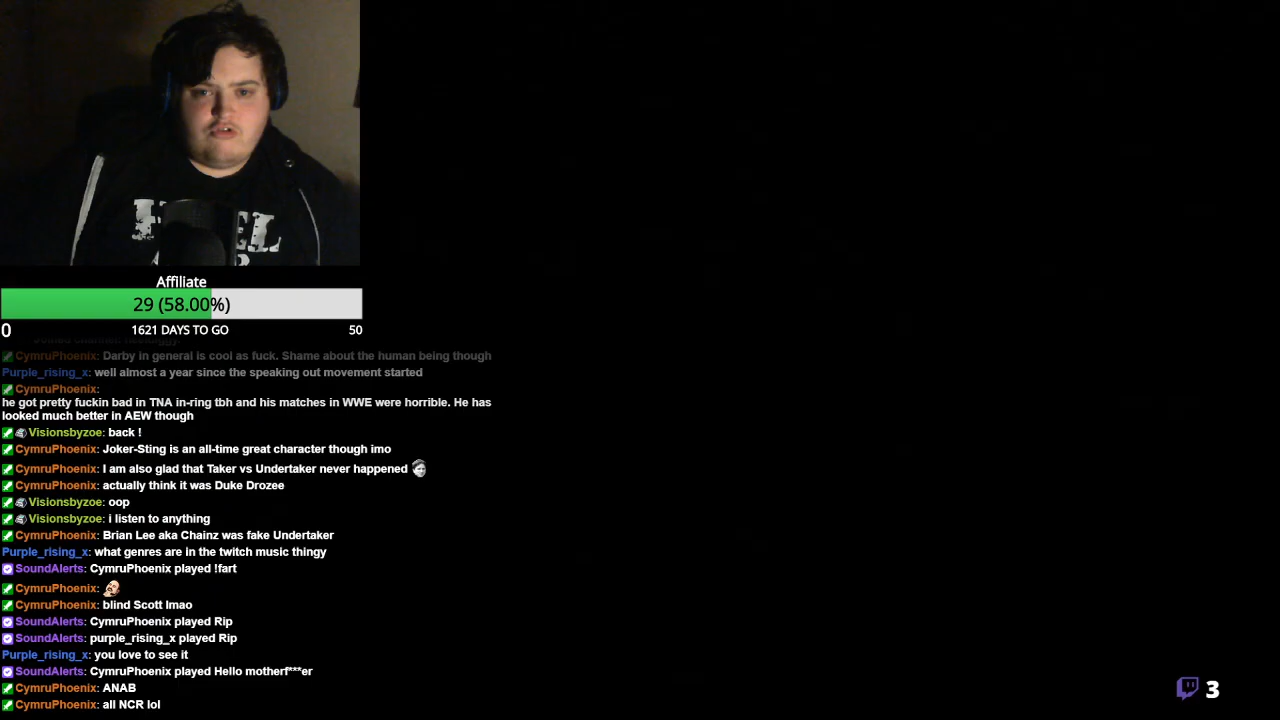 Affiliate
29 (58.00%)
0 1621 DAYS TO GO 50
CymruPhoenix: Darby in general is cool as fuck. Shame about the human being though
Purple_rising_x: well almost a year since the speaking out movement started
CymruPhoenix:
he got pretty fuckin bad in TNA in-ring tbh and his matches in WWE were horrible. He has
looked much better in AEW though
Visionsbyzoe: back !
CymruPhoenix: Joker-Sting is an all-time great character though imo
CymruPhoenix: I am also glad that Taker vs Undertaker never happened
CymruPhoenix: actually think it was Duke Drozee
Visionsbyzoe: oop
Visionsbyzoe: i listen to anything
CymruPhoenix: Brian Lee aka Chainz was fake Undertaker
Purple_rising_x: what genres are in the twitch music thingy
SoundAlerts: CymruPhoenix played !fart
CymruPhoenix:
CymruPhoenix: blind Scott lmao
SoundAlerts: CymruPhoenix played Rip
SoundAlerts: purple_rising_x played Rip
Purple_rising_x: you love to see it
SoundAlerts: CymruPhoenix played Hello motherf***er
CymruPhoenix: ANAB
CymruPhoenix: all NCR lol
3